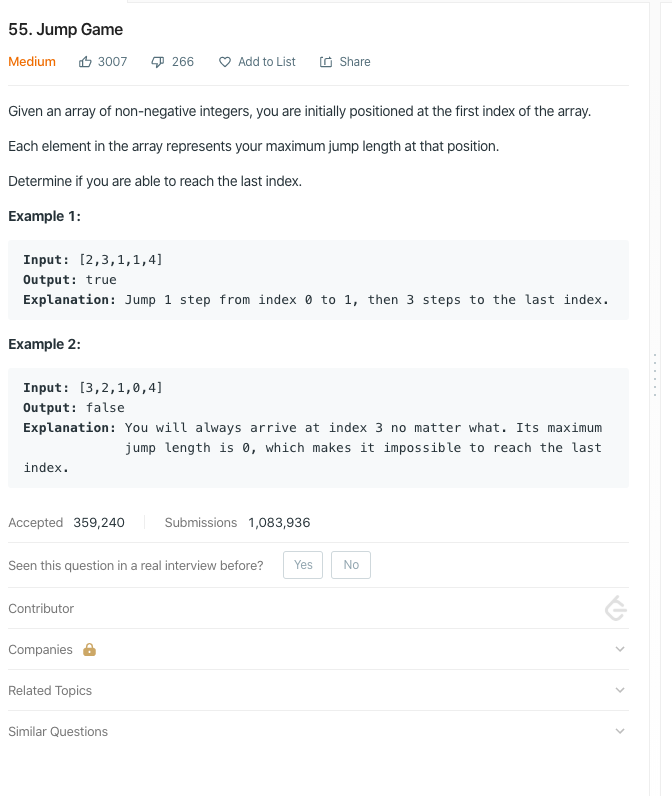 55. Jump Game
Medium 3007 266 Add to List Share
Given an array of non-negative integers, you are initially positioned at the first index of the array.
Each element in the array represents your maximum jump length at that position.
Determine if you are able to reach the last index.
Example 1:
Input: [2,3,1,1,4]
Output: true
Explanation: Jump 1 step from index 0 to 1, then 3 steps to the last index.
Example 2:
Input: [3,2,1,0,4]
Output: false
Explanation: You will always arrive at index 3 no matter what. Its maximum
jump length is 0, which makes it impossible to reach the last
index.
Accepted 359,240 Submissions 1,083,936
Seen this question in a real interview before? Yes No
Contributor
Companies
Related Topics
Similar Questions